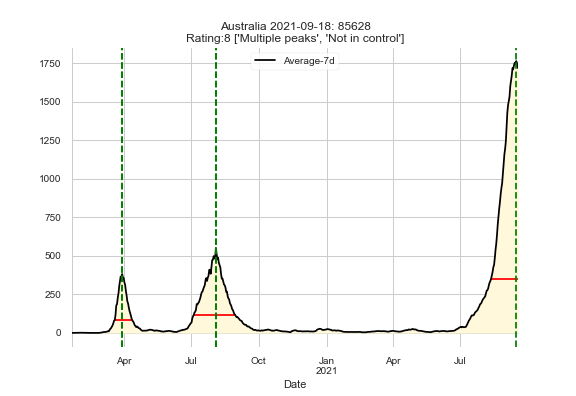 Australia 2021-09-18: 85628
Rating:8 ['Multiple peaks', 'Not in control']
Average-7d
1750
1500
1250
1000
750
500
250
0
Apr
Jul
Oct
Jan
2021
Apr
Jul
Date